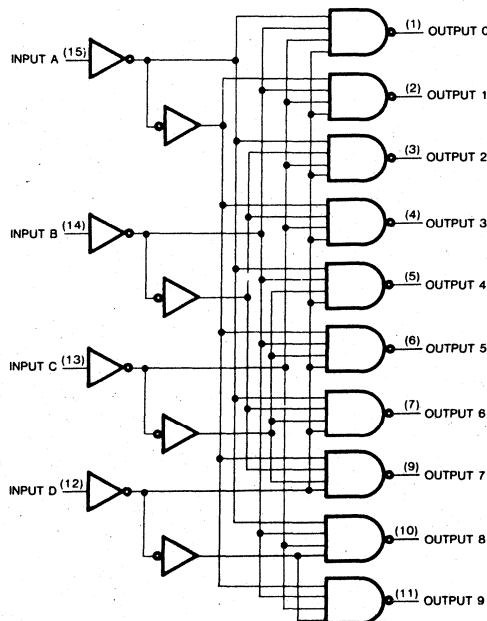 (1) OUTPUT 0
INPUT A (15)
(2) OUTPUT 1
(3) OUTPUT 2
(4) OUTPUT 3
INPUT B (14)
(5) OUTPUT 4
(6) OUTPUT 5
INPUT C (13)
(7) OUTPUT 6
(9) OUTPUT 7
INPUT D (12)
(10) OUTPUT 8
(11) OUTPUT 9